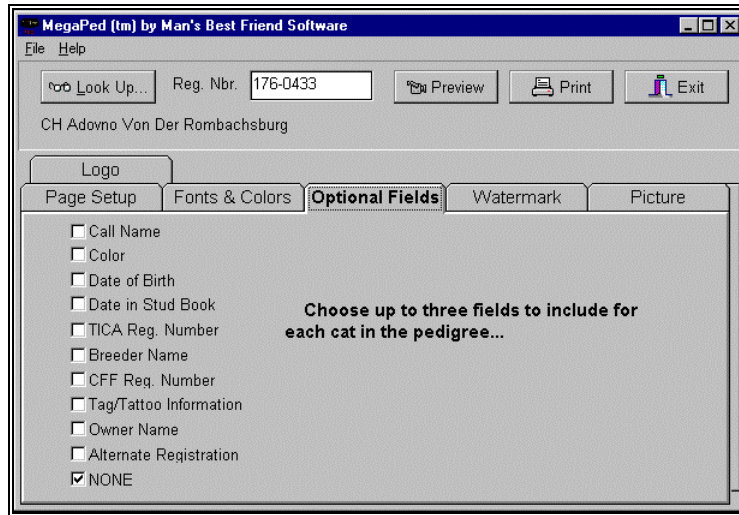 MegaPed (tm) by Man's Best Friend Software
File Help
Look Up... Reg. Nbr. 176-0433 Preview Print Exit
CH Adovno Von Der Rombachsburg
Logo
Page Setup Fonts & Colors Optional Fields Watermark Picture
Call Name
Color
Date of Birth
Date in Stud Book
TICA Reg. Number
Breeder Name
CFF Reg. Number
Tag/Tattoo Information
Owner Name
Alternate Registration
NONE
Choose up to three fields to include for
each cat in the pedigree...